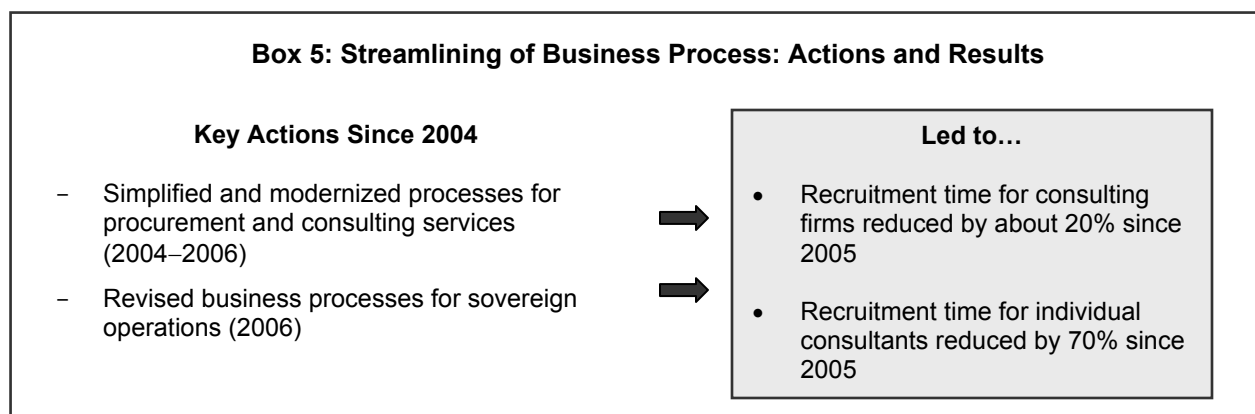 Box 5: Streamlining of Business Process: Actions and Results
Key Actions Since 2004
- Simplified and modernized processes for
procurement and consulting services
(2004–2006)
- Revised business processes for sovereign
operations (2006)
Led to…
• Recruitment time for consulting
firms reduced by about 20% since
2005
• Recruitment time for individual
consultants reduced by 70% since
2005